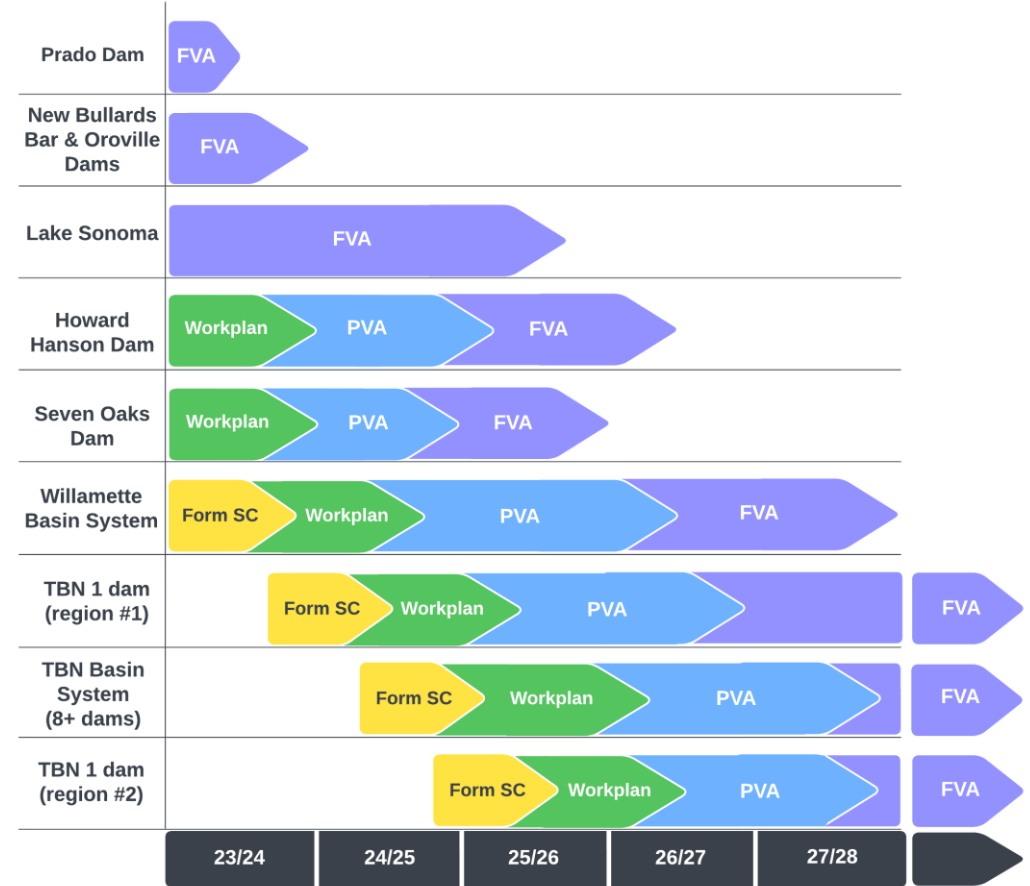 Prado Dam
FVA
New Bullards
Bar & Oroville
Dams
FVA
Lake Sonoma
FVA
Howard
Hanson Dam
Workplan
PVA
FVA
Seven Oaks
Dam
Workplan
PVA
FVA
Willamette
Basin System
Form SC
Workplan
PVA
FVA
TBN 1 dam
(region #1)
Form SC
Workplan
PVA
FVA
TBN Basin
System
(8+ dams)
Form SC
Workplan
PVA
FVA
TBN 1 dam
(region #2)
Form SC
Workplan
PVA
FVA
23/24
24/25
25/26
26/27
27/28